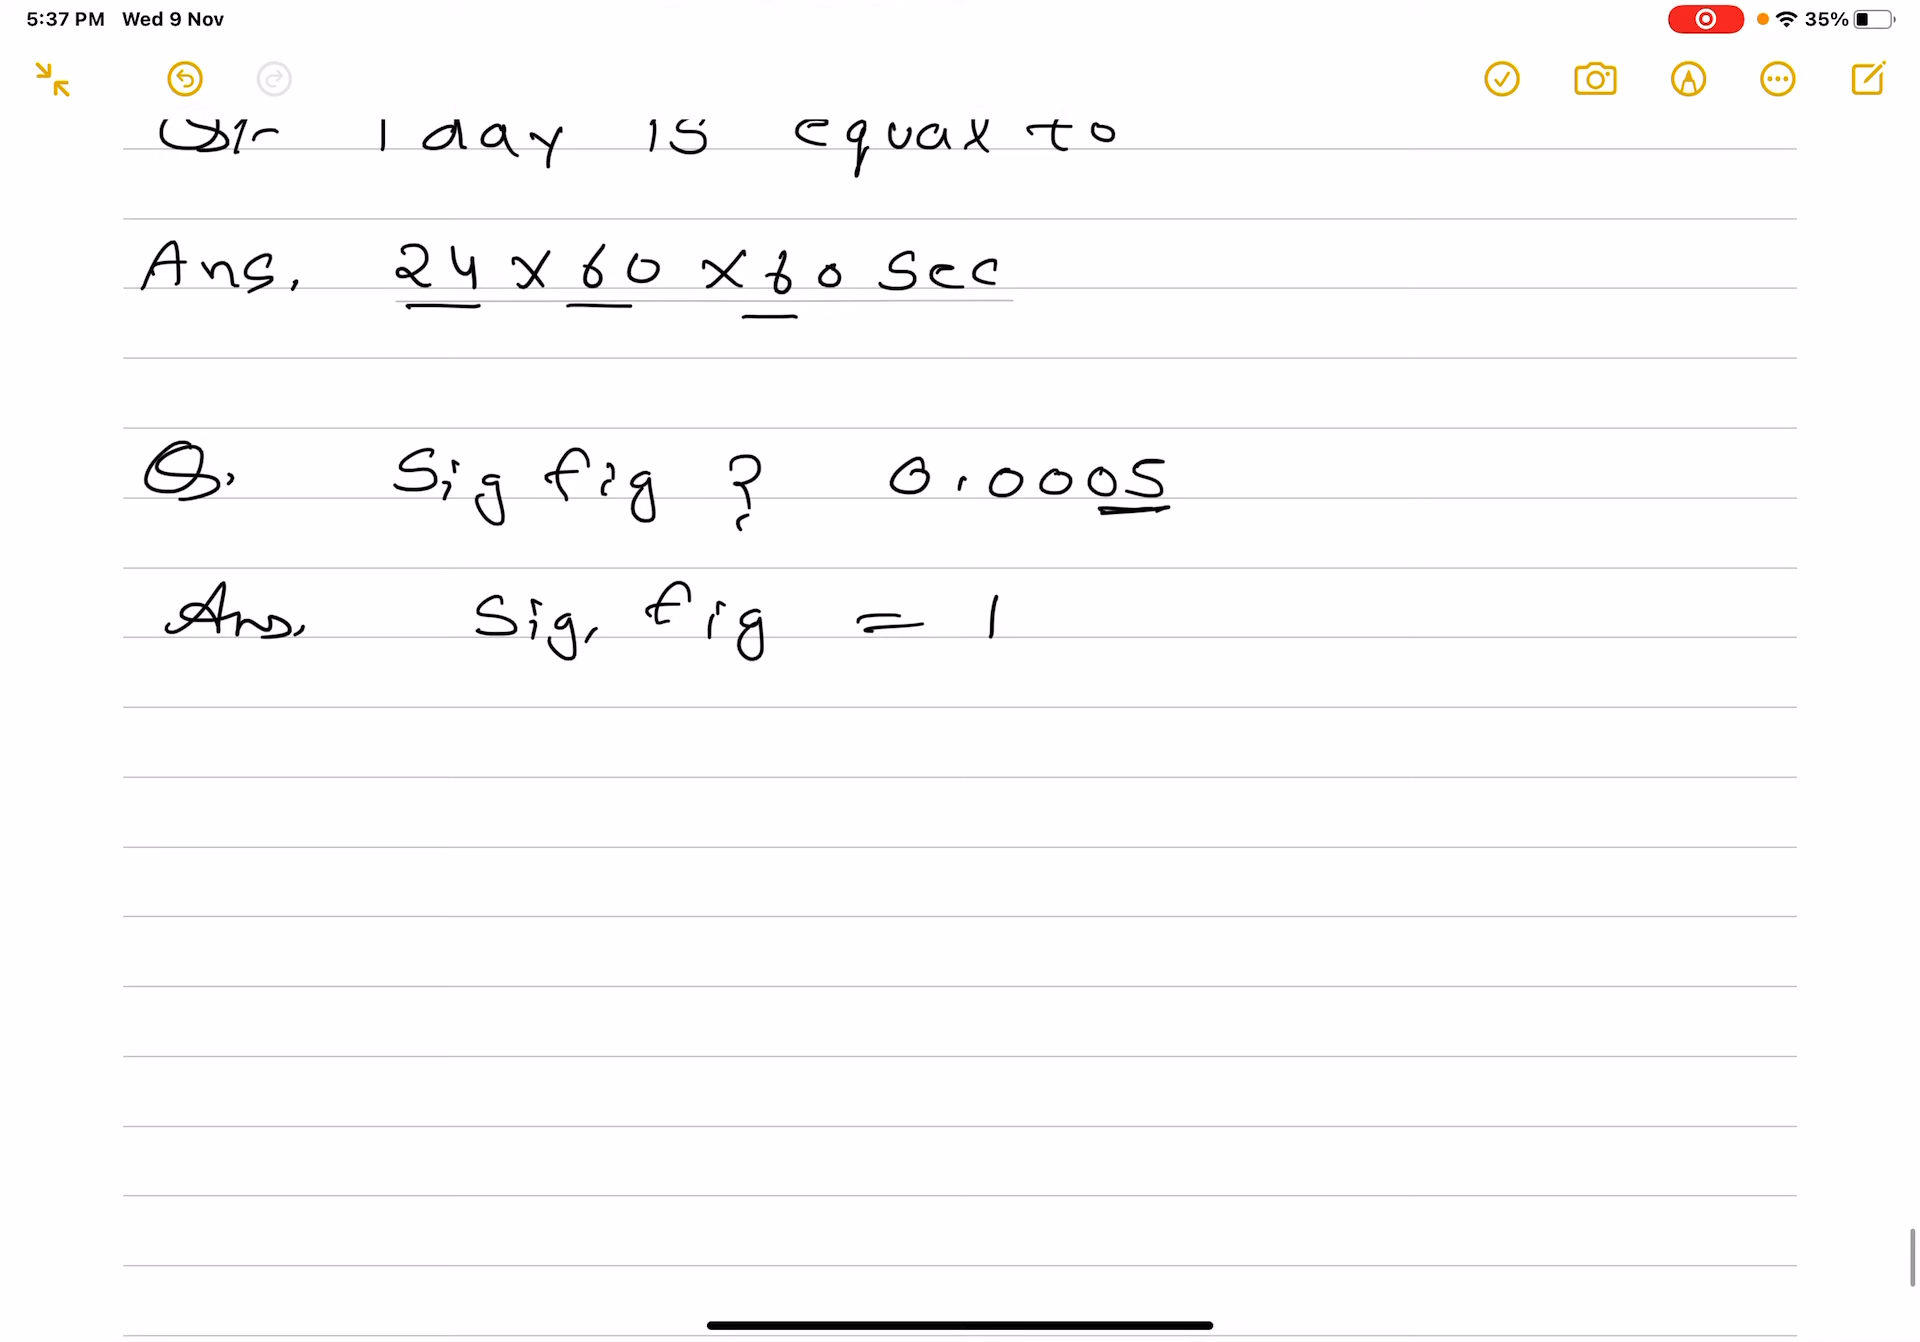 5:37 PM Wed 9 Nov 35%
1 day is equal to
Ans. 24 x 60 x 60 Sec
Q. Sig fig ? 0.0005
Ans. Sig. fig = 1